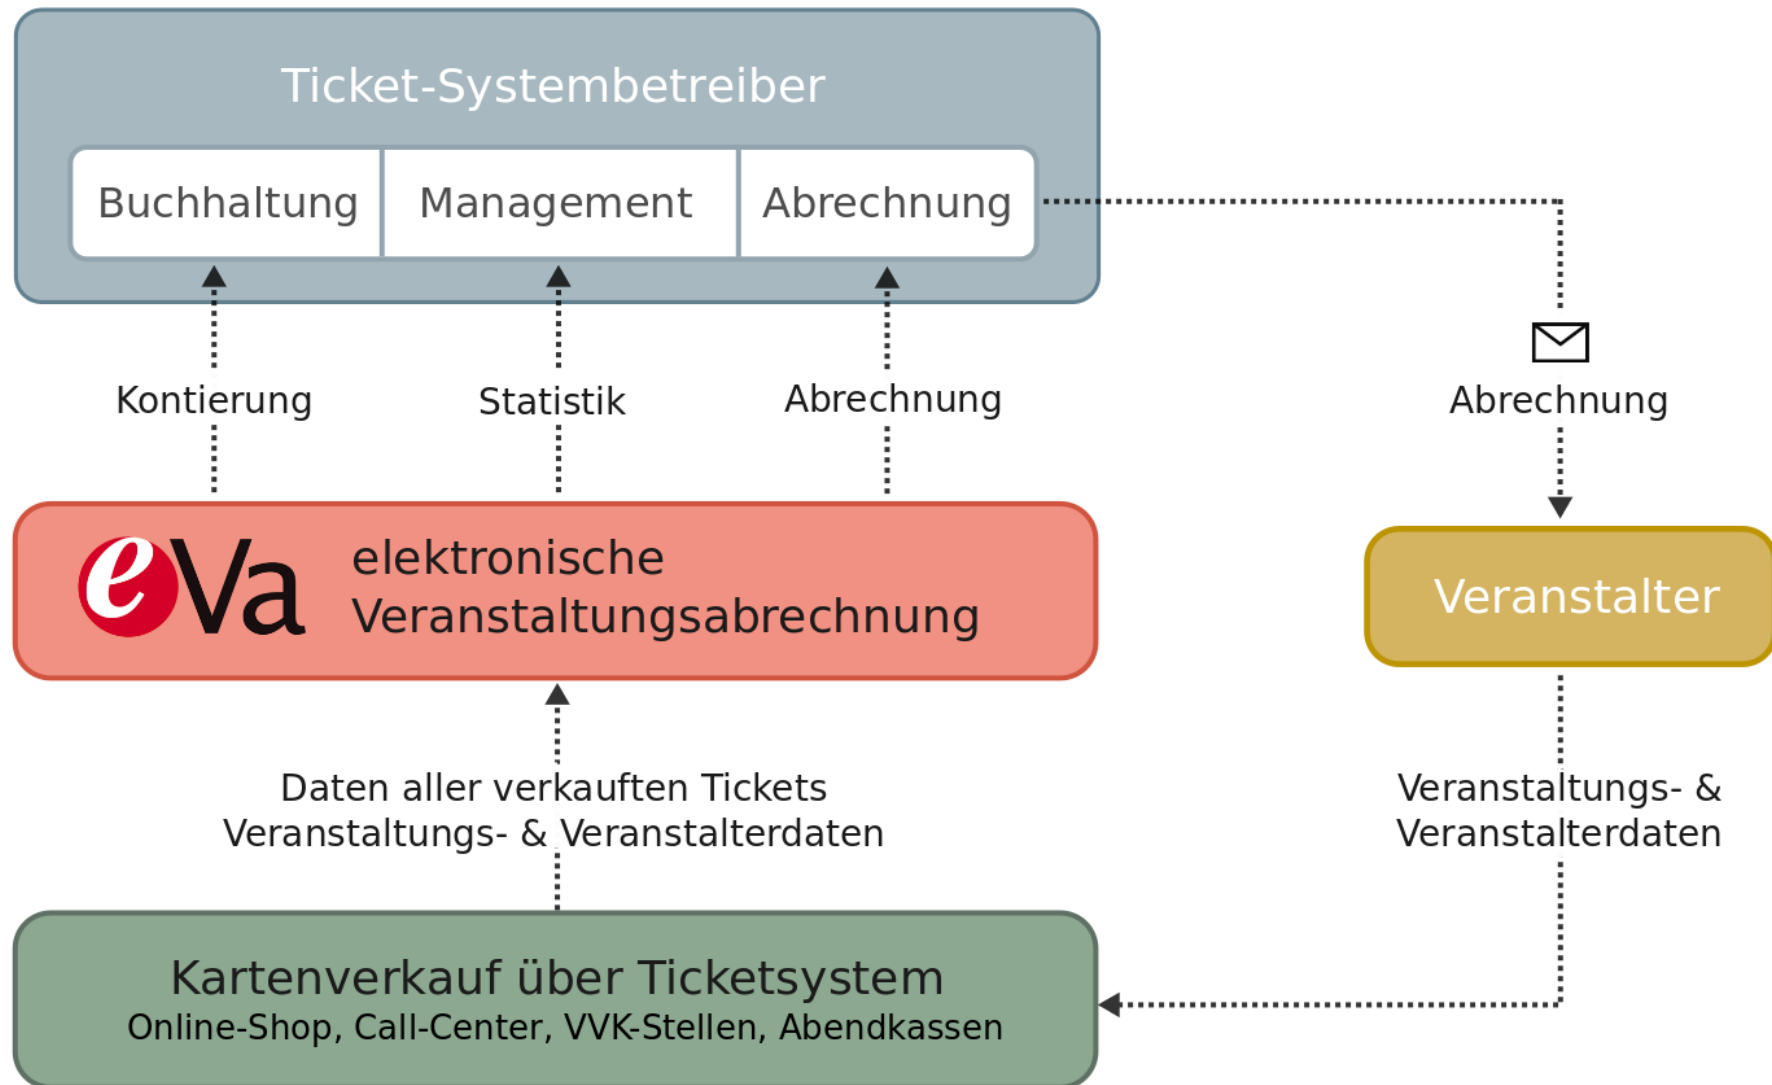 Ticket-Systembetreiber
Buchhaltung
Management
Abrechnung
Kontierung
Statistik
Abrechnung
Abrechnung
eVa
elektronische
Veranstaltungsabrechnung
Veranstalter
Daten aller verkauften Tickets
Veranstaltungs- & Veranstalterdaten
Veranstaltungs- &
Veranstalterdaten
Kartenverkauf über Ticketsystem
Online-Shop, Call-Center, VVK-Stellen, Abendkassen